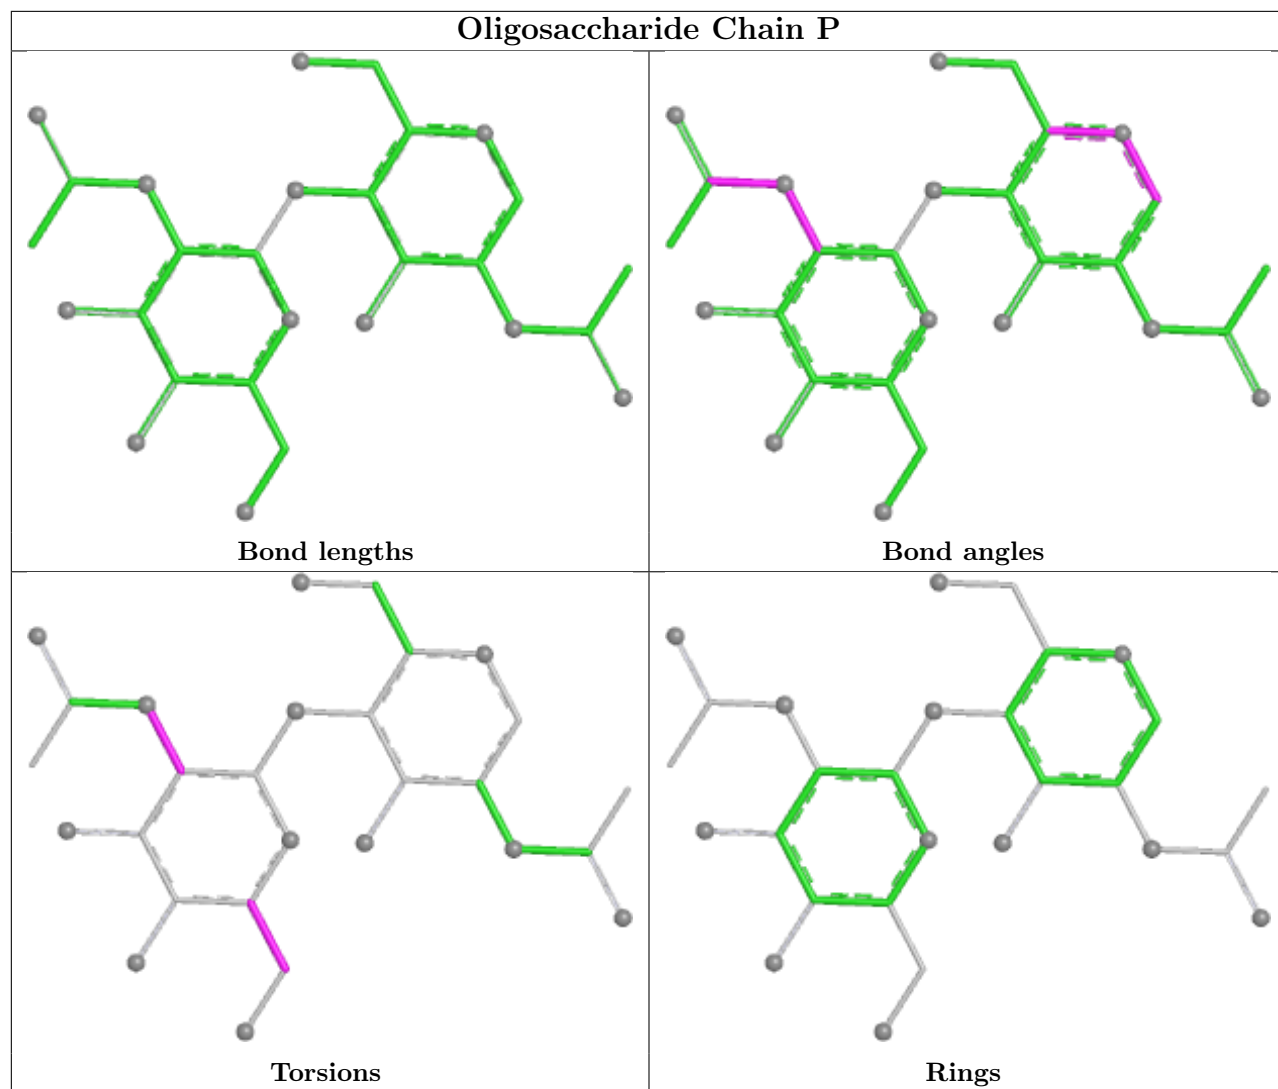 Oligosaccharide Chain P
Bond lengths
Bond angles
Torsions
Rings